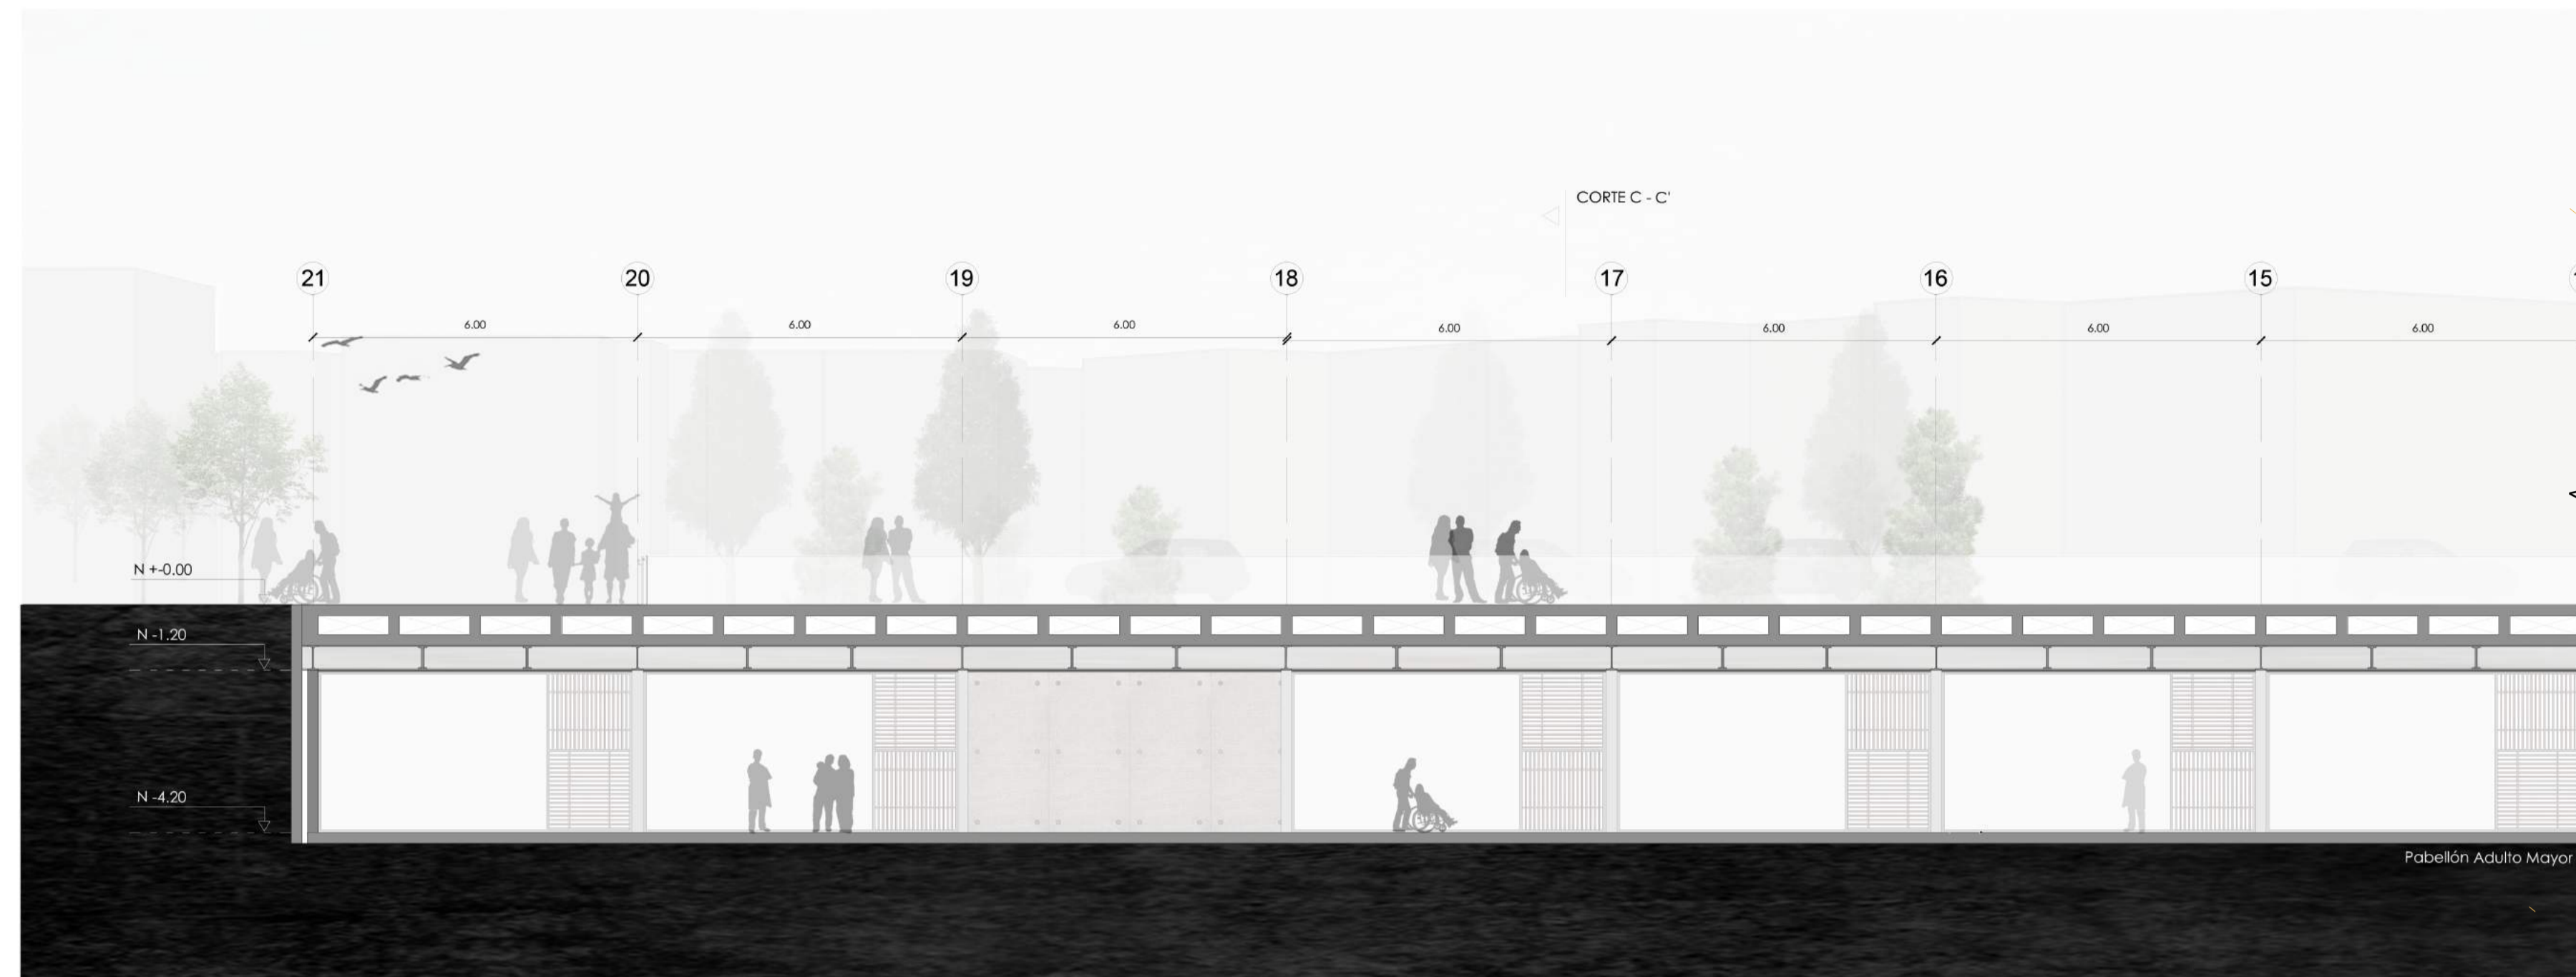 CORTE C - C'
21 20 19 18 17 16 15
6.00 6.00 6.00 6.00 6.00 6.00 6.00
N +-0.00
N -1.20
N -4.20
Pabellón Adulto Mayor